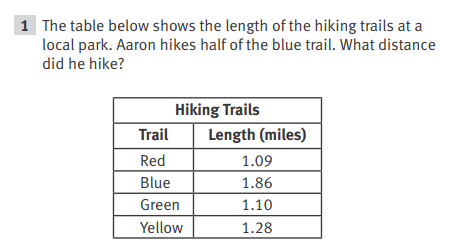 1 The table below shows the length of the hiking trails at a
local park. Aaron hikes half of the blue trail. What distance
did he hike?
Hiking Trails
Trail Length (miles)
Red 1.09
Blue 1.86
Green 1.10
Yellow 1.28